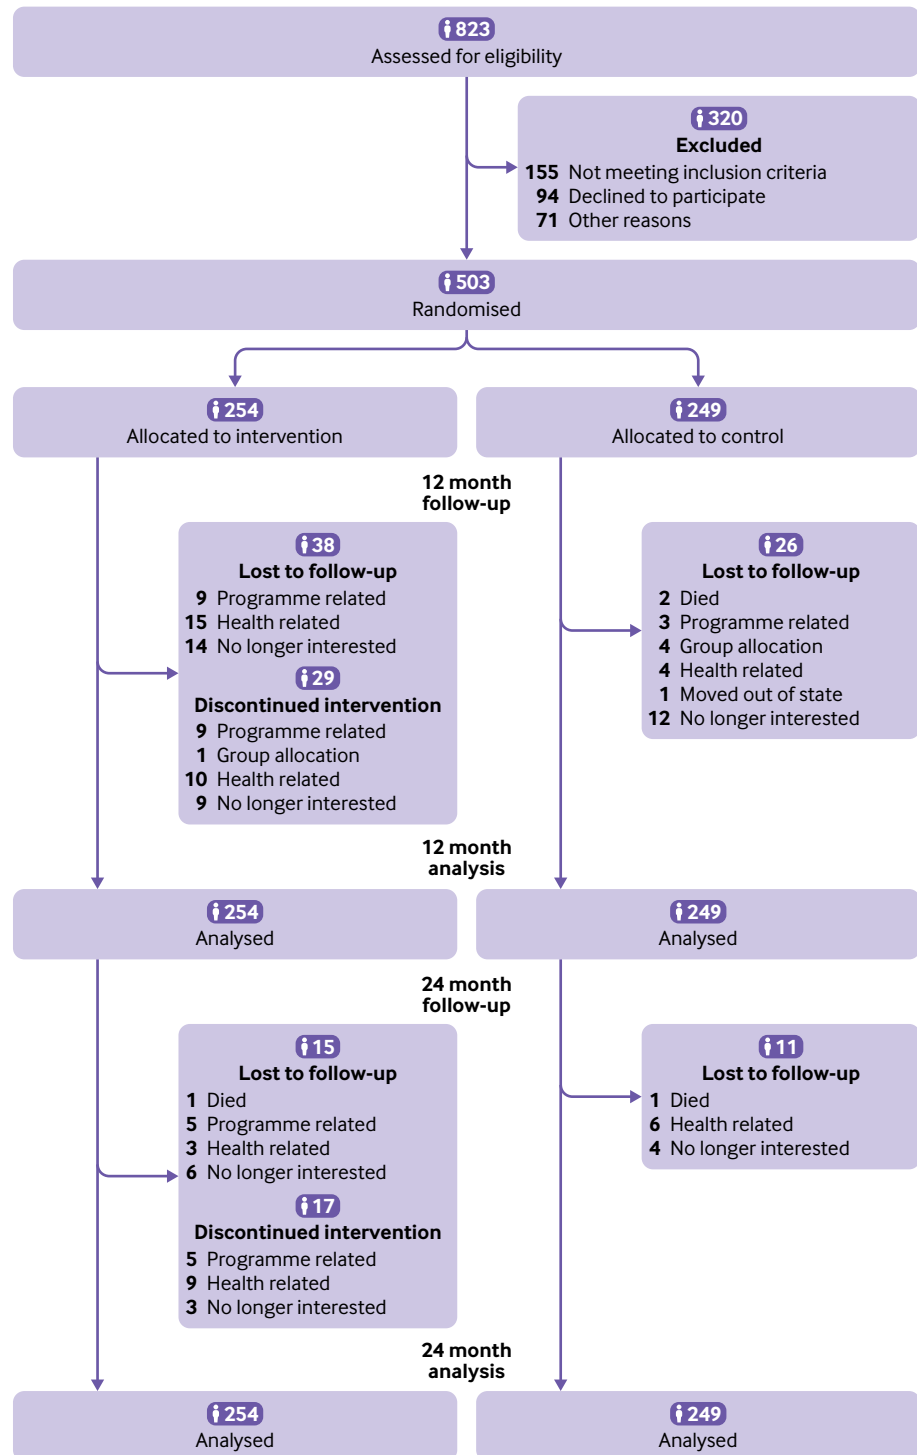 823
Assessed for eligibility
320
Excluded
155 Not meeting inclusion criteria
94 Declined to participate
71 Other reasons
503
Randomised
254
Allocated to intervention
249
Allocated to control
12 month
follow-up
38
Lost to follow-up
9 Programme related
15 Health related
14 No longer interested
29
Discontinued intervention
9 Programme related
1 Group allocation
10 Health related
9 No longer interested
26
Lost to follow-up
2 Died
3 Programme related
4 Group allocation
4 Health related
1 Moved out of state
12 No longer interested
12 month
analysis
254
Analysed
249
Analysed
24 month
follow-up
15
Lost to follow-up
1 Died
5 Programme related
3 Health related
6 No longer interested
17
Discontinued intervention
5 Programme related
9 Health related
3 No longer interested
11
Lost to follow-up
1 Died
6 Health related
4 No longer interested
24 month
analysis
254
Analysed
249
Analysed